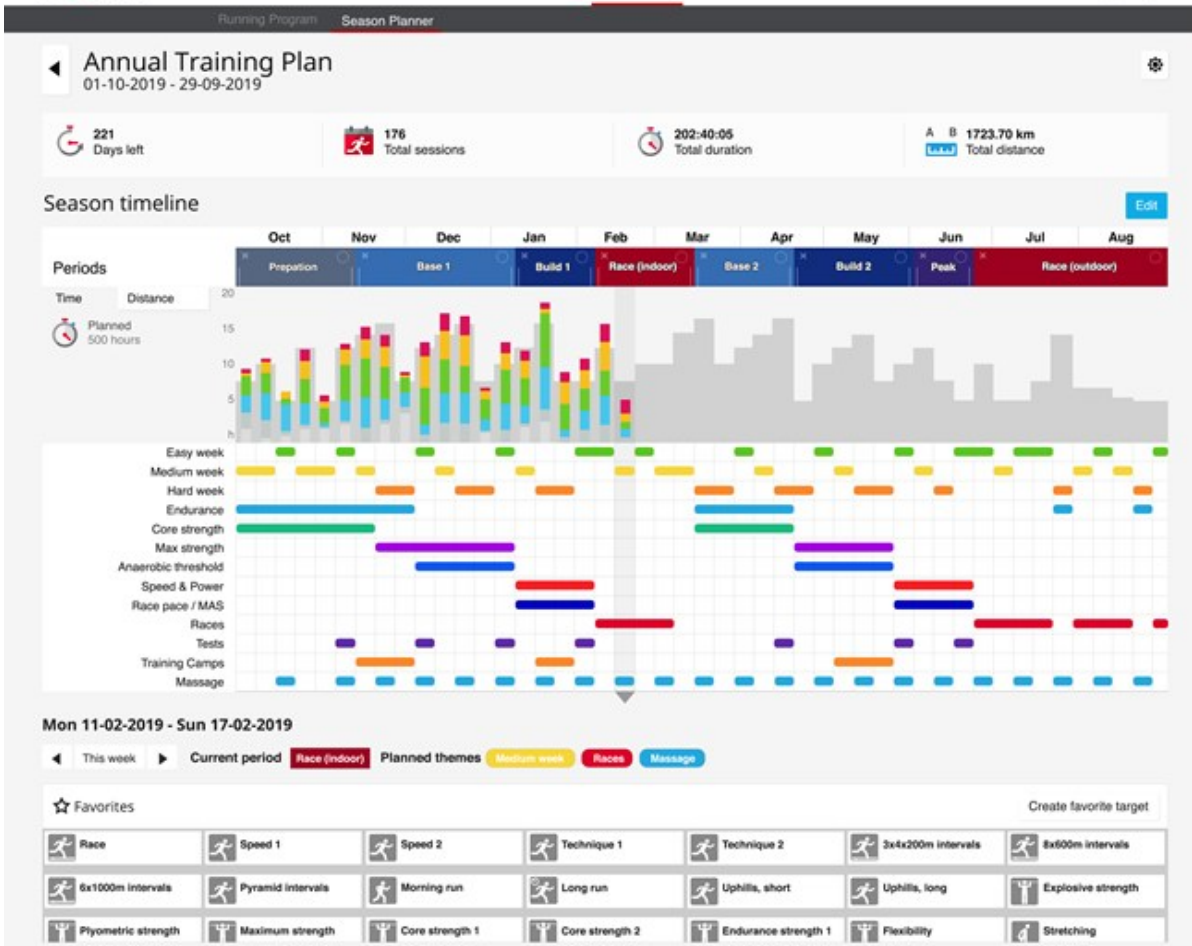 Running Program Season Planner
Annual Training Plan
01-10-2019 - 29-09-2019
221
Days left
176
Total sessions
202:40:05
Total duration
A B 1723.70 km
Total distance
Season timeline
Edit
Oct Nov Dec Jan Feb Mar Apr May Jun Jul Aug
Periods
Prepation Base 1 Build 1 Race (indoor) Base 2 Build 2 Peak Race (outdoor)
Time Distance
Planned
500 hours
20
15
10
5
h
Easy week
Medium week
Hard week
Endurance
Core strength
Max strength
Anaerobic threshold
Speed & Power
Race pace / MAS
Races
Tests
Training Camps
Massage
Mon 11-02-2019 - Sun 17-02-2019
This week Current period Race (indoor) Planned themes Medium week Races Massage
Favorites Create favorite target
Race Speed 1 Speed 2 Technique 1 Technique 2 3x4x200m intervals 8x600m intervals
6x1000m intervals Pyramid intervals Morning run Long run Uphills, short Uphills, long Explosive strength
Plyometric strength Maximum strength Core strength 1 Core strength 2 Endurance strength 1 Flexibility Stretching